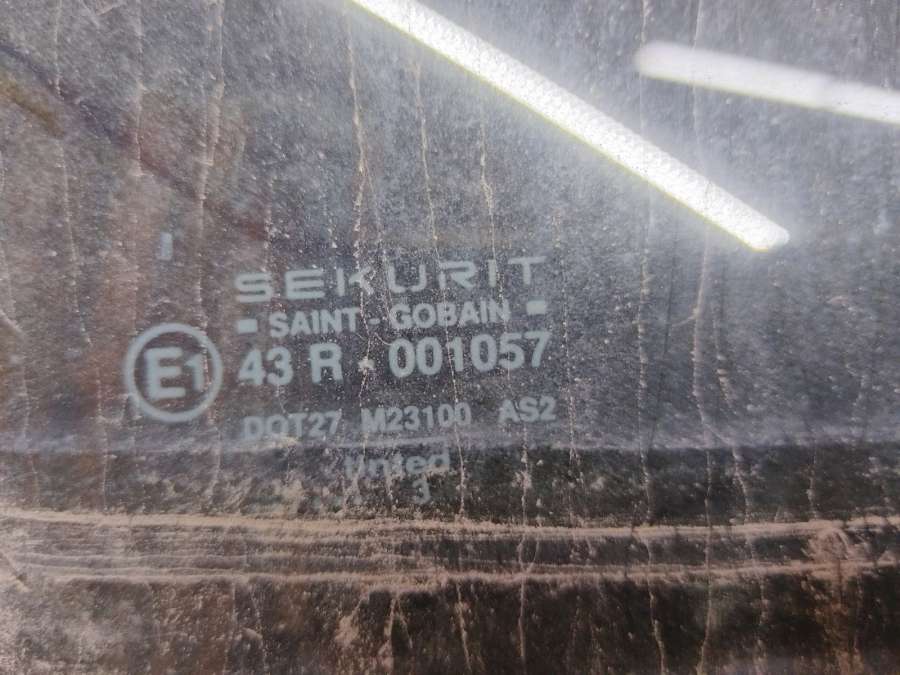 SEKURIT
SAINT-GOBAIN
E1 43 R - 001057
DOT27 M23100 AS2
3